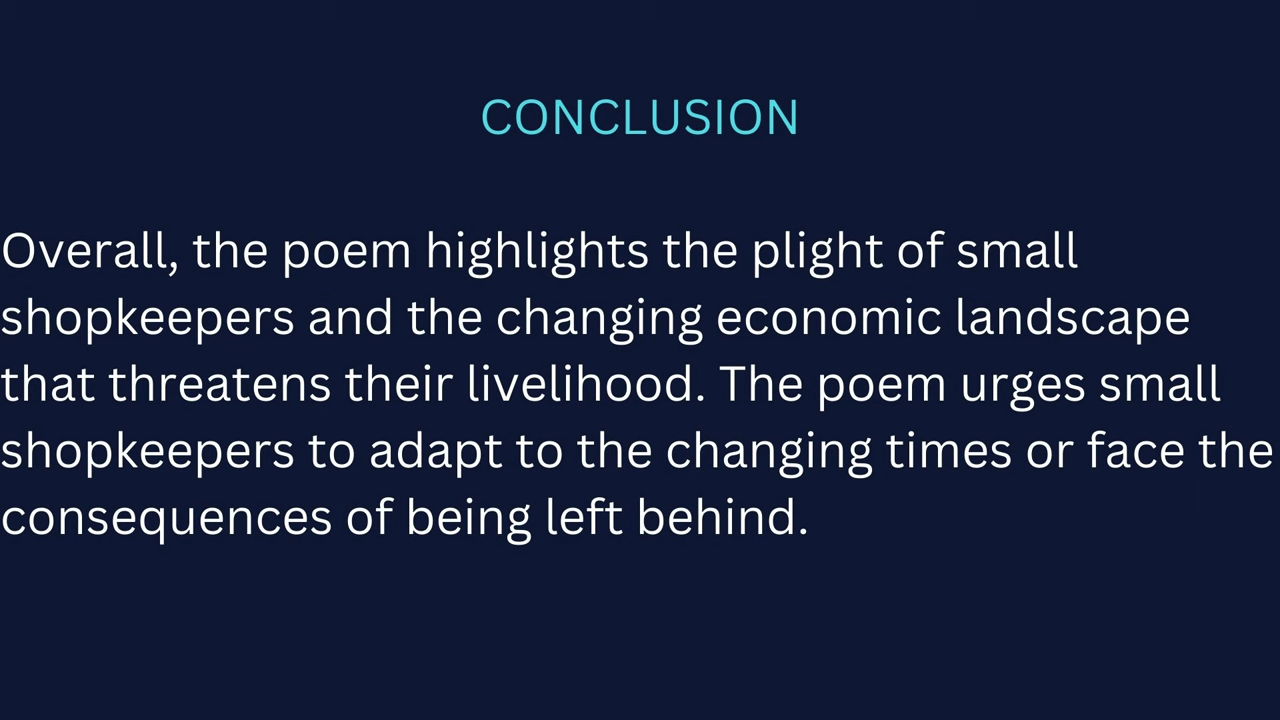 CONCLUSION
Overall, the poem highlights the plight of small
shopkeepers and the changing economic landscape
that threatens their livelihood. The poem urges small
shopkeepers to adapt to the changing times or face the
consequences of being left behind.